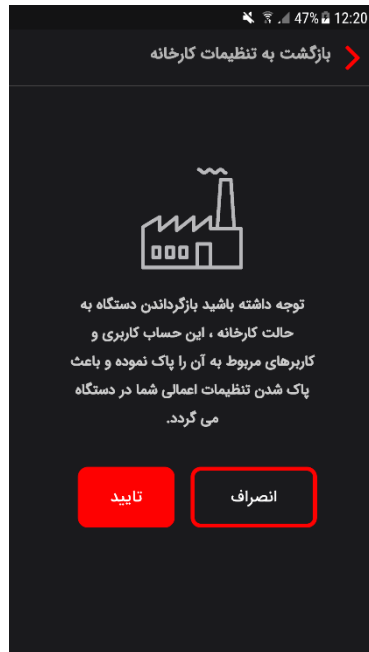 47% 12:20
بازگشت به تنظیمات کارخانه
توجه داشته باشید بازگرداندن دستگاه به
حالت کارخانه ، این حساب کاربری و
کاربرهای مربوط به آن را پاک نموده و باعث
پاک شدن تنظیمات اعمالی شما در دستگاه
می گردد.
انصراف
تایید